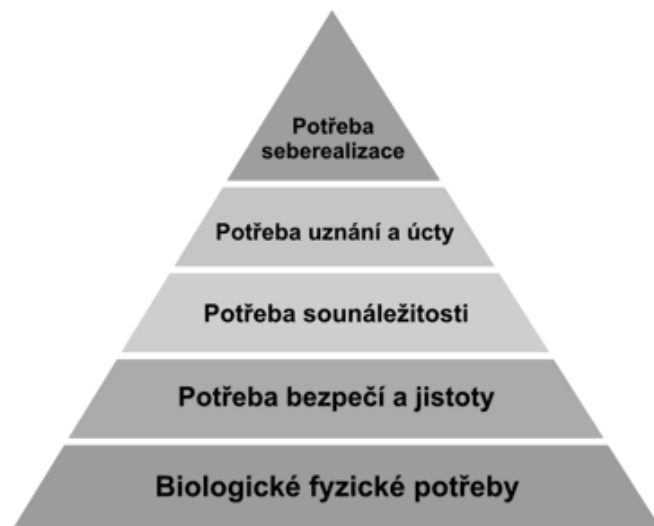 Potřeba
seberealizace
Potřeba uznání a úcty
Potřeba sounáležitosti
Potřeba bezpečí a jistoty
Biologické fyzické potřeby